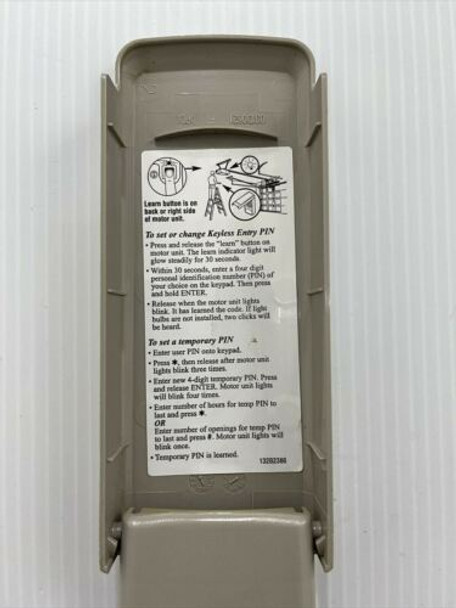 Learn button is on
back or right side
of motor unit.
To set or change Keyless Entry PIN
• Press and release the "learn" button on
motor unit. The learn indicator light will
glow steadily for 30 seconds.
• Within 30 seconds, enter a four digit
personal identification number (PIN) of
your choice on the keypad. Then press
and hold ENTER.
• Release when the motor unit lights
blink. It has learned the code. If light
bulbs are not installed, two clicks will
be heard.
To set a temporary PIN
• Enter user PIN onto keypad.
• Press ✱, then release after motor unit
lights blink three times.
• Enter new 4-digit temporary PIN. Press
and release ENTER. Motor unit lights
will blink four times.
• Enter number of hours for temp PIN to
last and press ✱.
OR
Enter number of openings for temp PIN
to last and press #. Motor unit lights will
blink once.
• Temporary PIN is learned.
132B2386